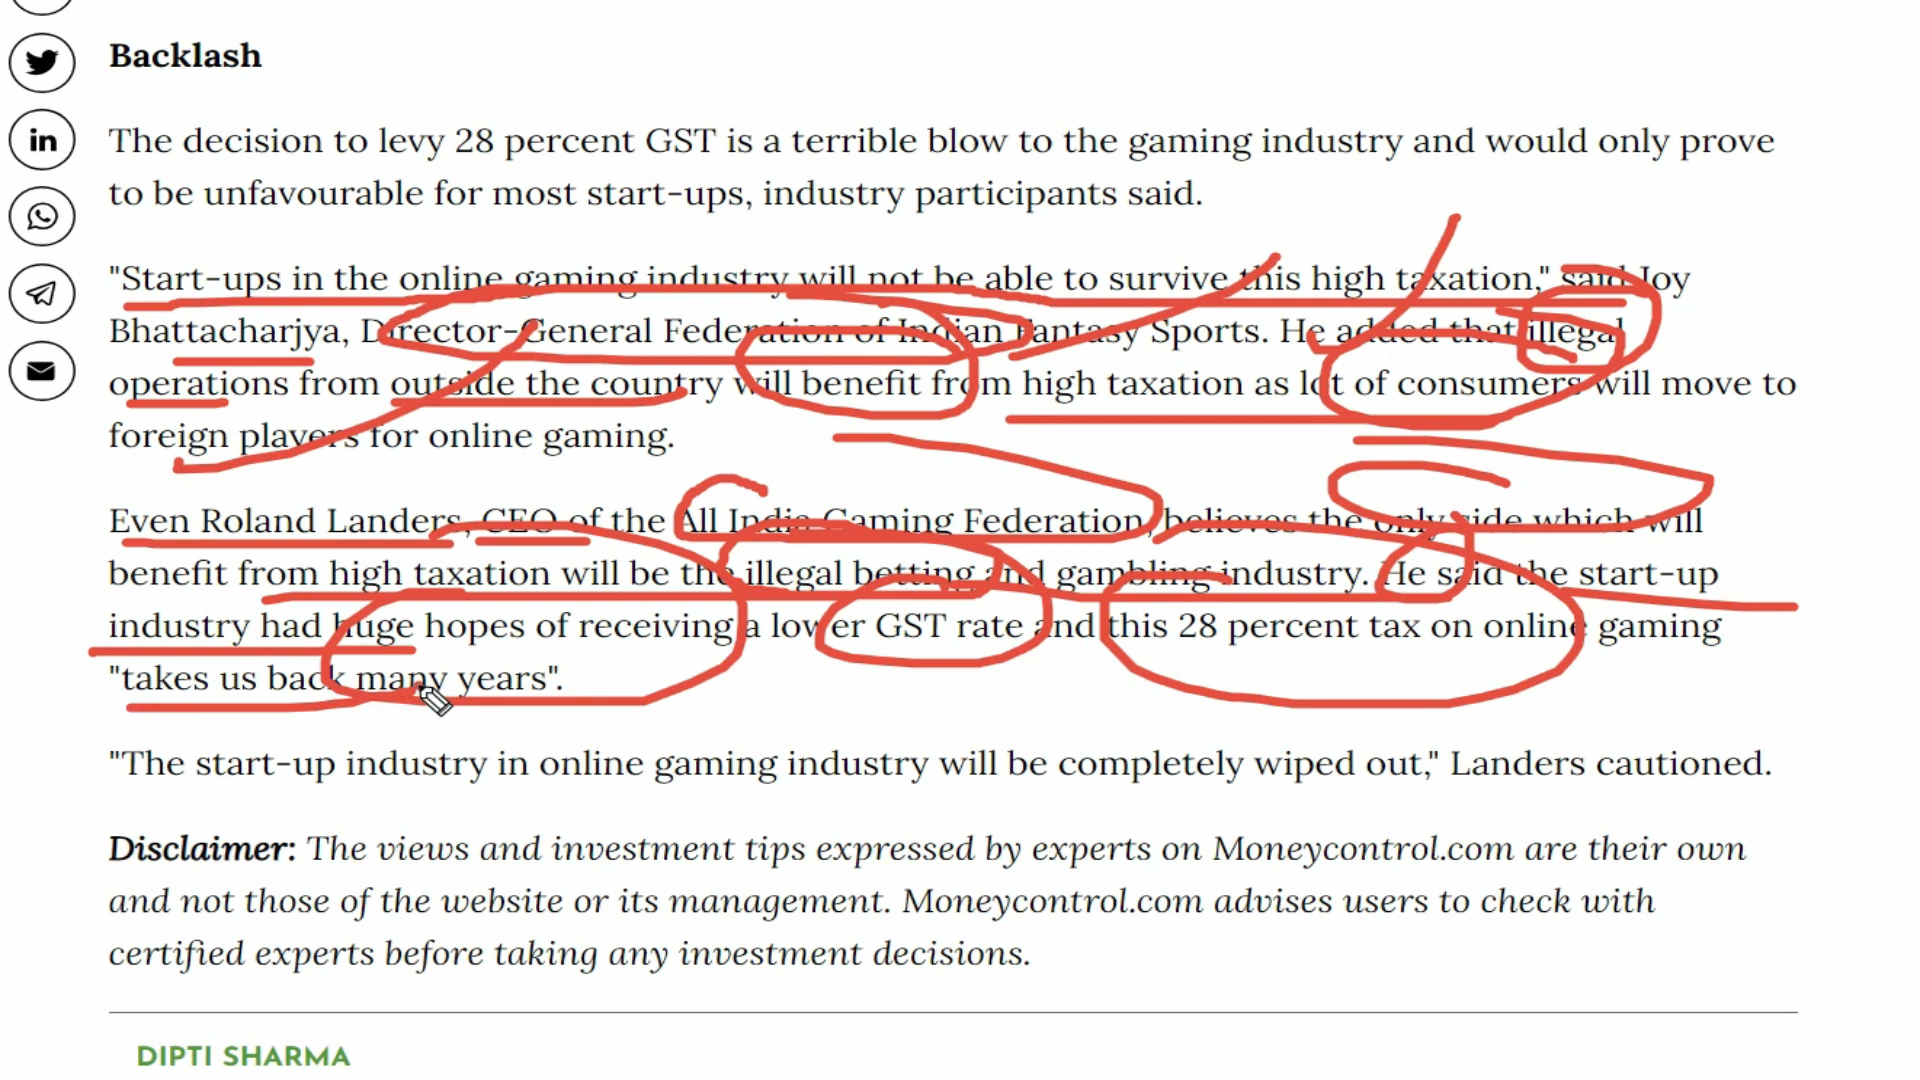 Backlash
The decision to levy 28 percent GST is a terrible blow to the gaming industry and would only prove
to be unfavourable for most start-ups, industry participants said.
"Start-ups in the online gaming industry will not be able to survive this high taxation," said Joy
Bhattacharjya, Director-General Federation of Indian Fantasy Sports. He added that illegal
operations from outside the country will benefit from high taxation as lot of consumers will move to
foreign players for online gaming.
Even Roland Landers, CEO of the All India Gaming Federation, believes the only side which will
benefit from high taxation will be the illegal betting and gambling industry. He said the start-up
industry had huge hopes of receiving a lower GST rate and this 28 percent tax on online gaming
"takes us back many years".
"The start-up industry in online gaming industry will be completely wiped out," Landers cautioned.
Disclaimer: The views and investment tips expressed by experts on Moneycontrol.com are their own
and not those of the website or its management. Moneycontrol.com advises users to check with
certified experts before taking any investment decisions.
DIPTI SHARMA